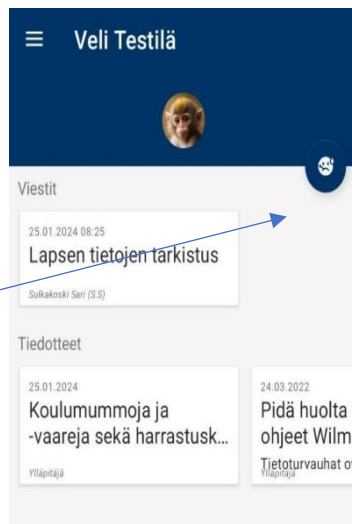 Veli Testilä
Viestit
25.01.2024 08:25
Lapsen tietojen tarkistus
Sulkakoski Sari (S.S)
Tiedotteet
25.01.2024
Koulumummoja ja
-vaareja sekä harrastusk...
Ylläpitäjä
24.03.2022
Pidä huolta
ohjeet Wilm
Tietoturvauhat ov
Ylläpitäjä